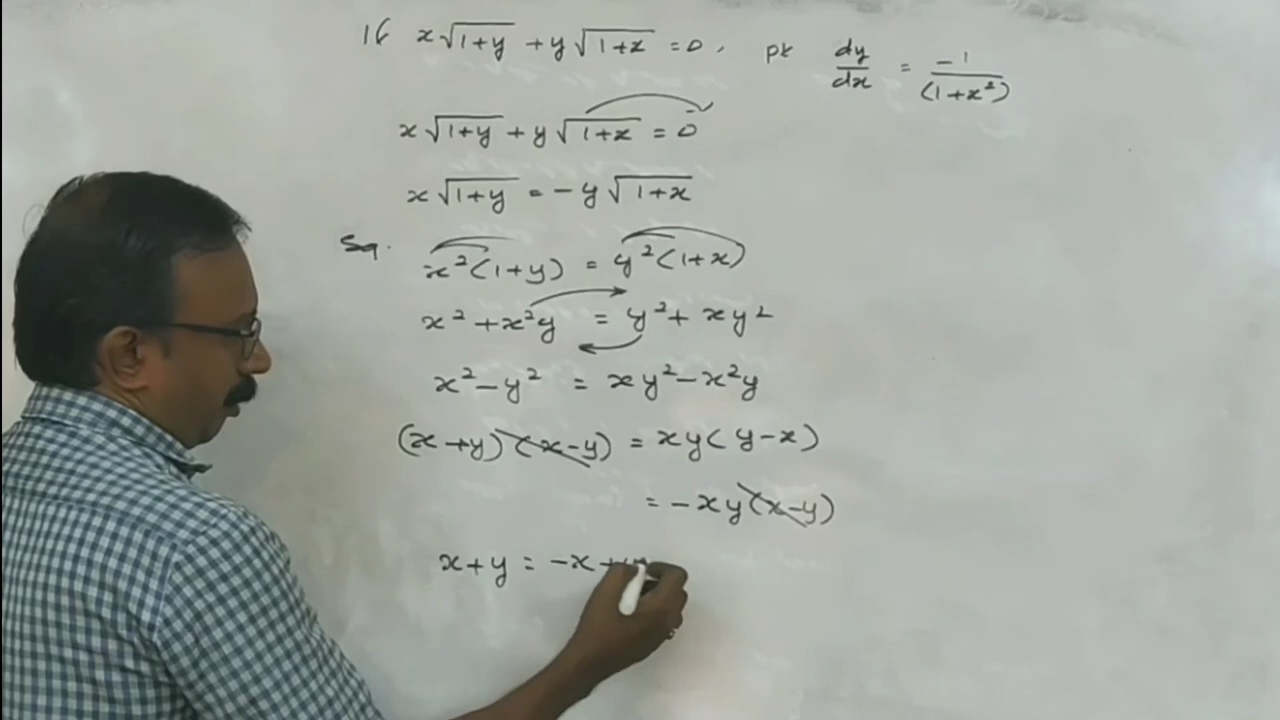 If x√1+y + y√1+x = 0, pt dy/dx = -1/(1+x²)
x√1+y + y√1+x = 0
x√1+y = -y√1+x
Sq. x²(1+y) = y²(1+x)
x²+x²y = y²+xy²
x²-y² = xy²-x²y
(x+y)(x-y) = xy(y-x)
= -xy(x-y)
x+y = -x